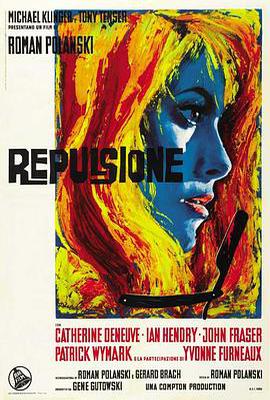 MICHAEL KLINGER E TONY TENSER
PRESENTANO UN FILM DI
ROMAN POLANSKI
REPULSIONE
CON
CATHERINE DENEUVE - IAN HENDRY - JOHN FRASER
PATRICK WYMARK E LA PARTECIPAZIONE DI YVONNE FURNEAUX
SCENEGGIATURA DI ROMAN POLANSKI & GERARD BRACH REGIA DI ROMAN POLANSKI
PRODOTTO DA GENE GUTOWSKI UNA COMPTON PRODUCTION